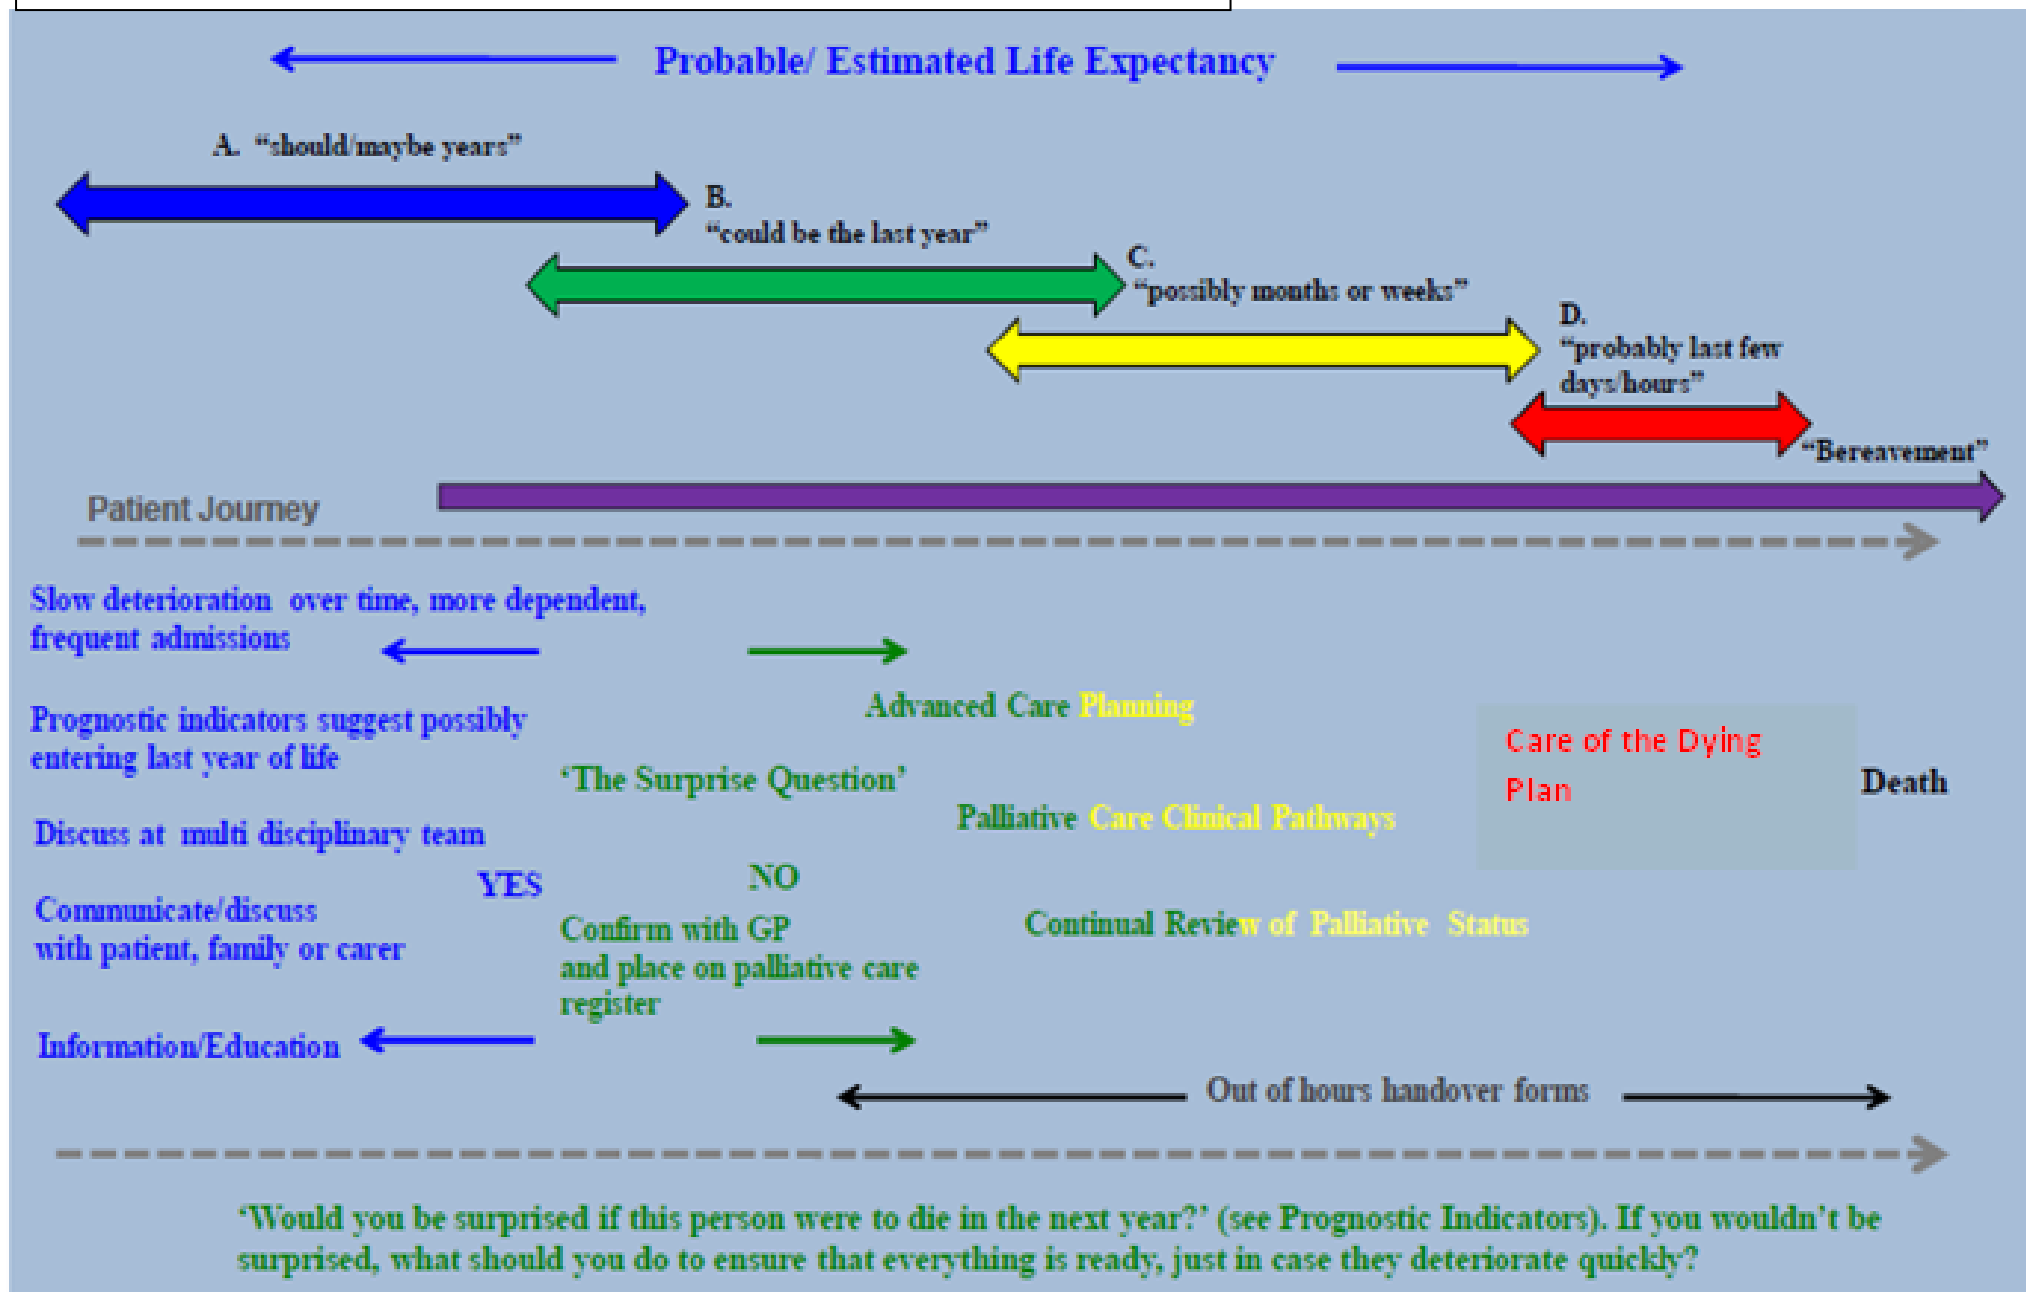 Probable/ Estimated Life Expectancy
A. “should/maybe years”
B.
“could be the last year”
C.
“possibly months or weeks”
D.
“probably last few
days/hours”
“Bereavement”
Patient Journey
Slow deterioration over time, more dependent,
frequent admissions
Prognostic indicators suggest possibly
entering last year of life
Discuss at multi disciplinary team
YES
Communicate/discuss
with patient, family or carer
Information/Education
‘The Surprise Question’
NO
Confirm with GP
and place on palliative care
register
Advanced Care Planning
Palliative Care Clinical Pathways
Continual Review of Palliative Status
Care of the Dying
Plan
Death
Out of hours handover forms
‘Would you be surprised if this person were to die in the next year?’ (see Prognostic Indicators). If you wouldn’t be
surprised, what should you do to ensure that everything is ready, just in case they deteriorate quickly?